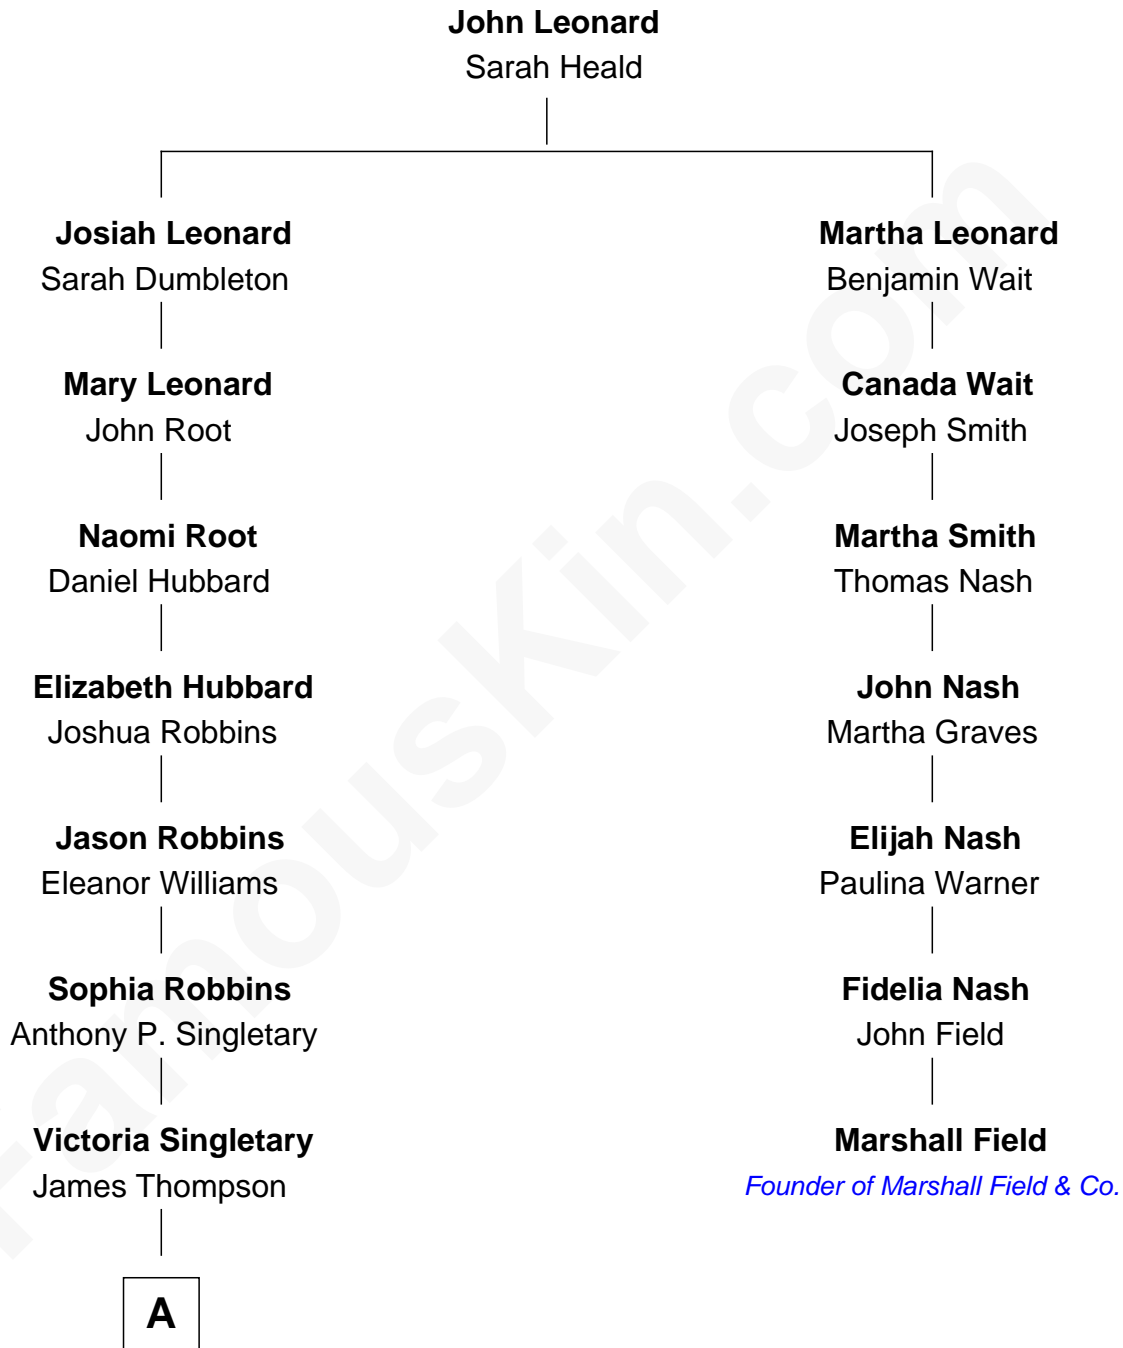 John Leonard
Sarah Heald
Josiah Leonard
Sarah Dumbleton
Martha Leonard
Benjamin Wait
Mary Leonard
John Root
Canada Wait
Joseph Smith
Naomi Root
Daniel Hubbard
Martha Smith
Thomas Nash
Elizabeth Hubbard
Joshua Robbins
John Nash
Martha Graves
Jason Robbins
Eleanor Williams
Elijah Nash
Paulina Warner
Sophia Robbins
Anthony P. Singletary
Fidelia Nash
John Field
Victoria Singletary
James Thompson
Marshall Field
Founder of Marshall Field & Co.
A
FamousKin.com